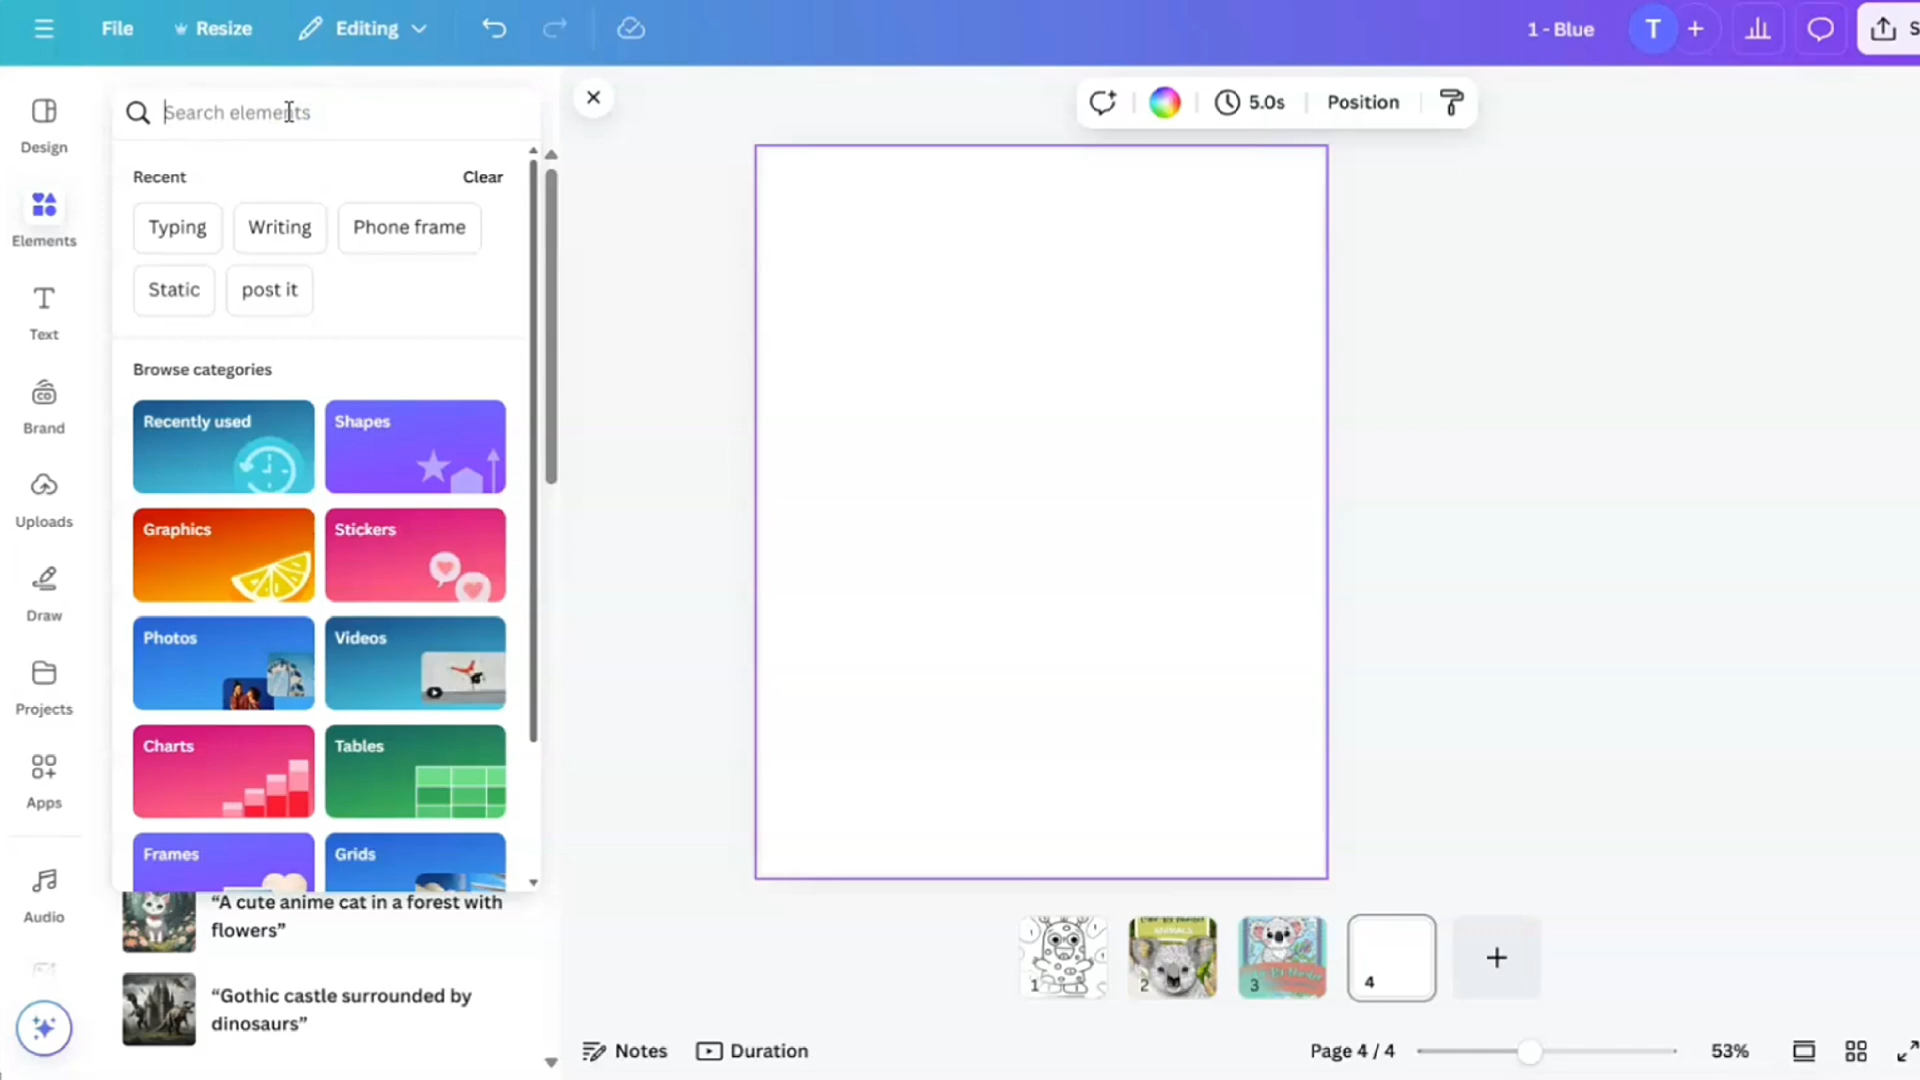 File
Resize
Editing
1 - Blue
T
S
Search elements
5.0s
Position
Design
Elements
Text
Brand
Uploads
Draw
Projects
Apps
Audio
Recent
Clear
Typing
Writing
Phone frame
Static
post it
Browse categories
Recently used
Shapes
Graphics
Stickers
Photos
Videos
Charts
Tables
Frames
Grids
“A cute anime cat in a forest with
flowers”
“Gothic castle surrounded by
dinosaurs”
1
ANIMALS
2
3
4
Notes
Duration
Page 4 / 4
53%